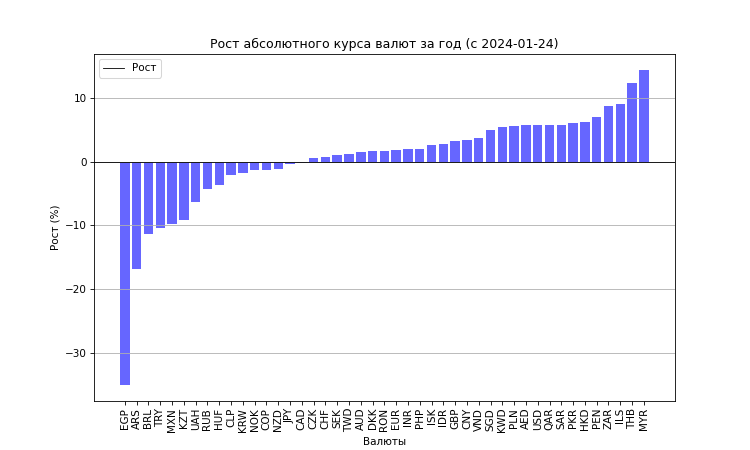 Рост абсолютного курса валют за год (с 2024-01-24)
Рост
10
0
−10
−20
−30
Рост (%)
EGP ARS BRL TRY MXN KZT UAH RUB HUF CLP KRW NOK COP NZD JPY CAD CZK CHF SEK TWD AUD DKK RON EUR INR PHP ISK IDR GBP CNY VND SGD KWD PLN AED USD QAR SAR PKR HKD PEN ZAR ILS THB MYR
Валюты